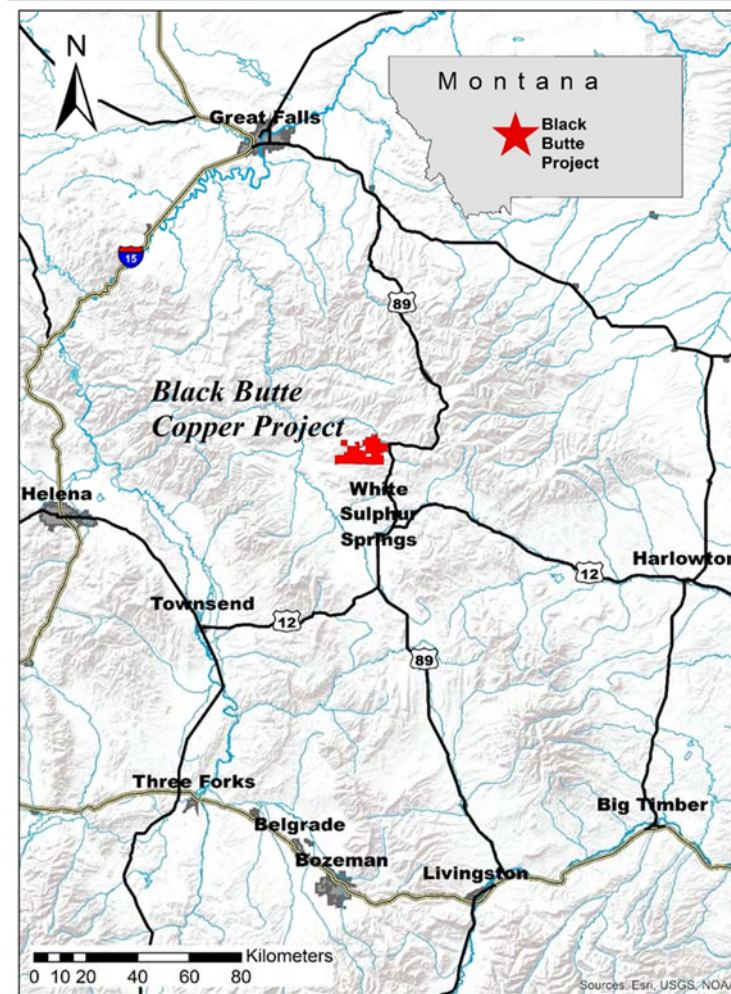 N
Montana
Black
Butte
Project
Great Falls
15
89
Black Butte
Copper Project
White
Sulphur
Springs
Helena
Harlowton
12
Townsend
12
89
Three Forks
Big Timber
Belgrade
Bozeman
Livingston
Kilometers
0 10 20 40 60 80
Sources: Esri, USGS, NOAA